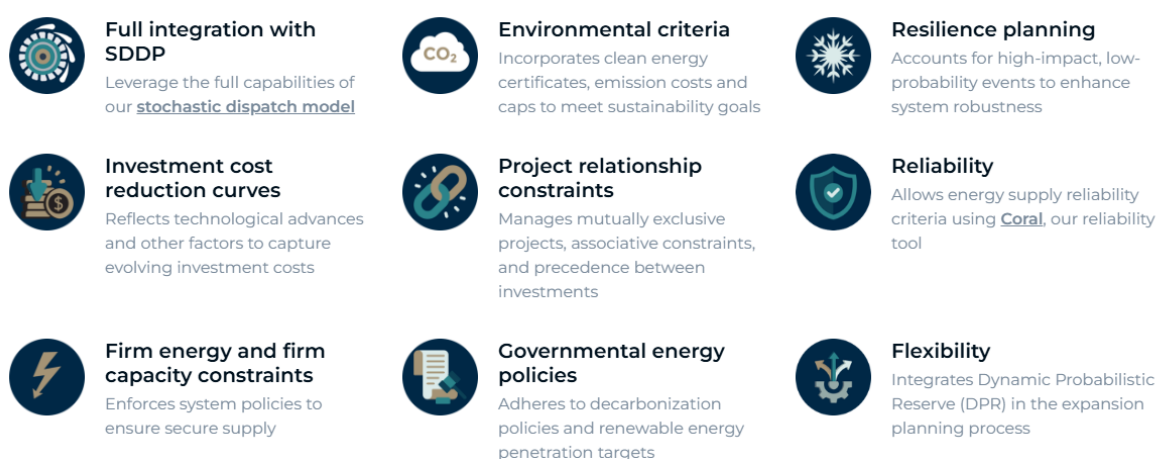 Full integration with
SDDP
Leverage the full capabilities of
our stochastic dispatch model
CO₂
Environmental criteria
Incorporates clean energy
certificates, emission costs and
caps to meet sustainability goals
Resilience planning
Accounts for high-impact, low-
probability events to enhance
system robustness
$
Investment cost
reduction curves
Reflects technological advances
and other factors to capture
evolving investment costs
Project relationship
constraints
Manages mutually exclusive
projects, associative constraints,
and precedence between
investments
Reliability
Allows energy supply reliability
criteria using Coral, our reliability
tool
Firm energy and firm
capacity constraints
Enforces system policies to
ensure secure supply
Governmental energy
policies
Adheres to decarbonization
policies and renewable energy
penetration targets
Flexibility
Integrates Dynamic Probabilistic
Reserve (DPR) in the expansion
planning process